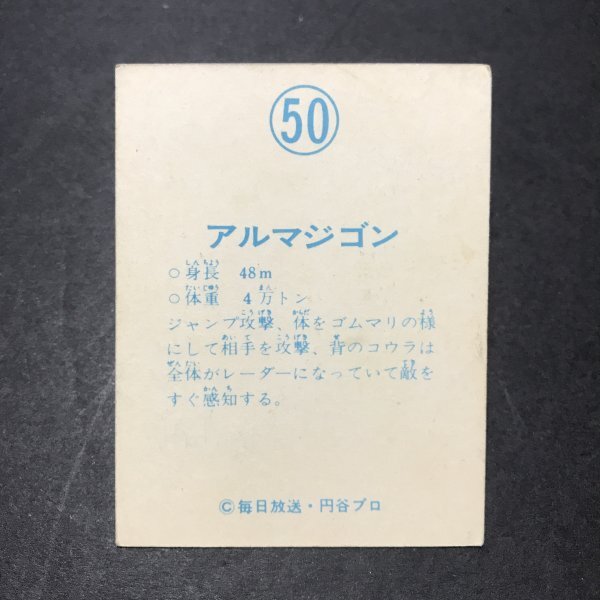 50
アルマジゴン
○身長 48m
○体重 4万トン
ジャンプ攻撃、体をゴムマリの様
にして相手を攻撃、背のコウラは
全体がレーダーになっていて敵を
すぐ感知する。
©毎日放送・円谷プロ